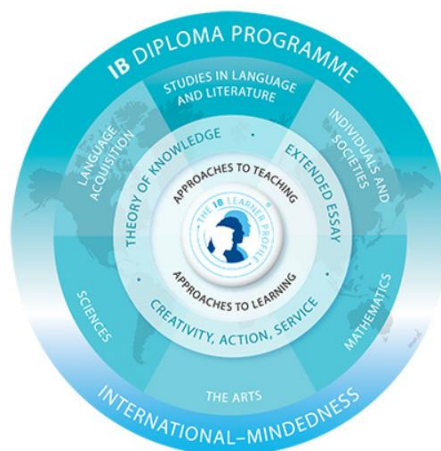 IB DIPLOMA PROGRAMME
STUDIES IN LANGUAGE
AND LITERATURE
LANGUAGE
ACQUISITION
INDIVIDUALS AND
SOCIETIES
THEORY OF KNOWLEDGE
EXTENDED ESSAY
APPROACHES TO TEACHING
THE IB LEARNER PROFILE
APPROACHES TO LEARNING
CREATIVITY, ACTION, SERVICE
SCIENCES
MATHEMATICS
THE ARTS
INTERNATIONAL-MINDEDNESS